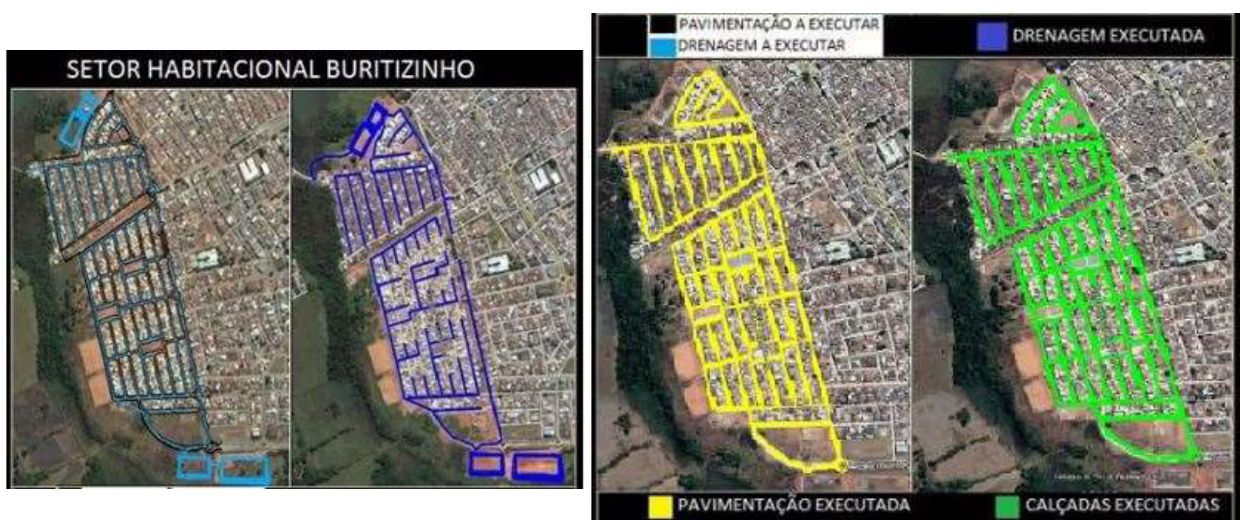 SETOR HABITACIONAL BURITIZINHO
PAVIMENTAÇÃO A EXECUTAR
DRENAGEM A EXECUTAR
DRENAGEM EXECUTADA
PAVIMENTAÇÃO EXECUTADA
CALÇADAS EXECUTADAS